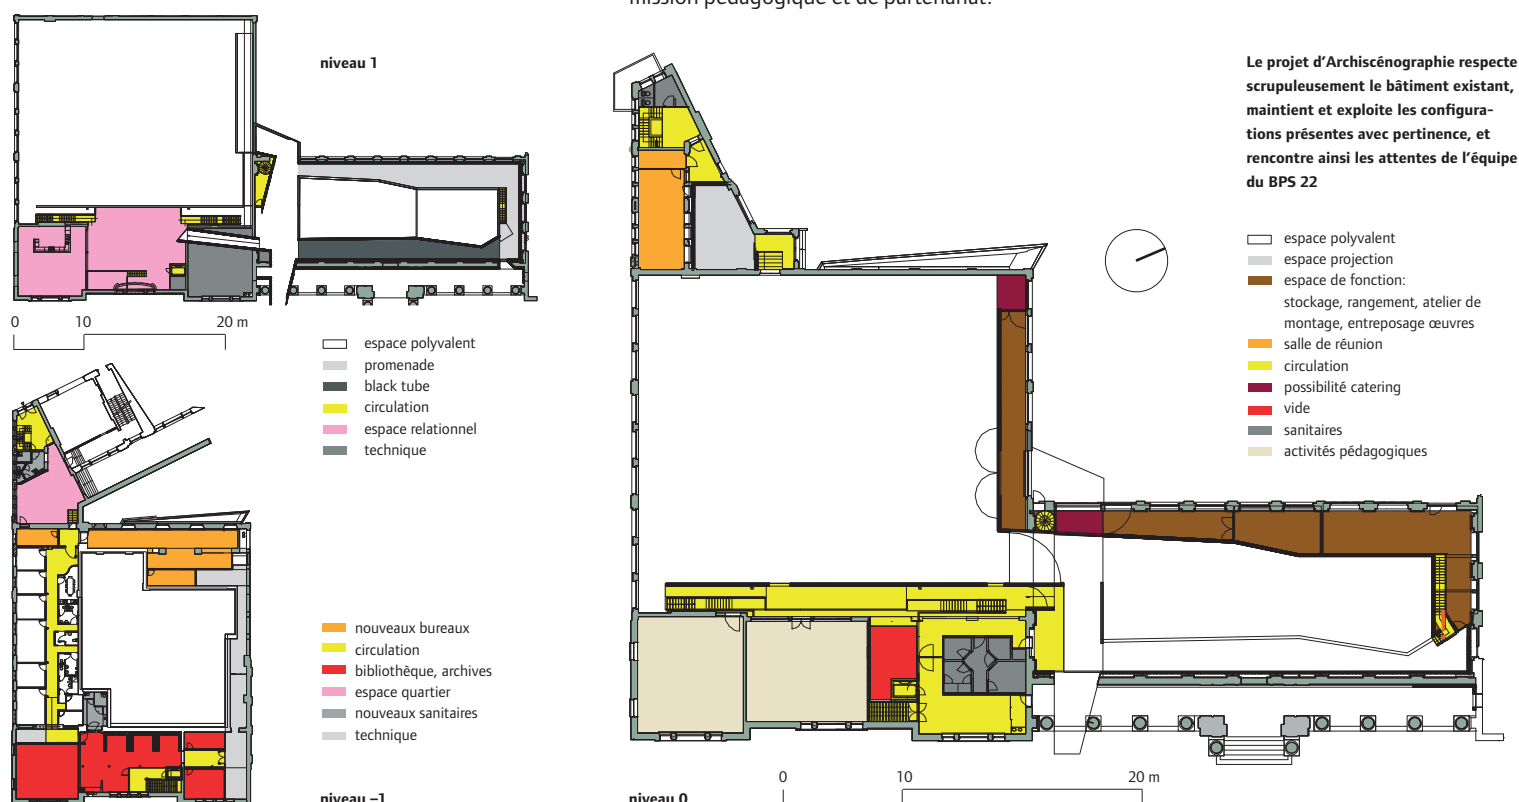 mission pédagogique et de partenariat.
niveau 1
0 10 20 m
espace polyvalent
promenade
black tube
circulation
espace relationnel
technique
nouveaux bureaux
circulation
bibliothèque, archives
espace quartier
nouveaux sanitaires
technique
niveau –1
Le projet d’Archiscénographie respecte
scrupuleusement le bâtiment existant,
maintient et exploite les configura-
tions présentes avec pertinence, et
rencontre ainsi les attentes de l’équipe
du BPS 22
espace polyvalent
espace projection
espace de fonction:
stockage, rangement, atelier de
montage, entreposage œuvres
salle de réunion
circulation
possibilité catering
vide
sanitaires
activités pédagogiques
niveau 0
0 10 20 m